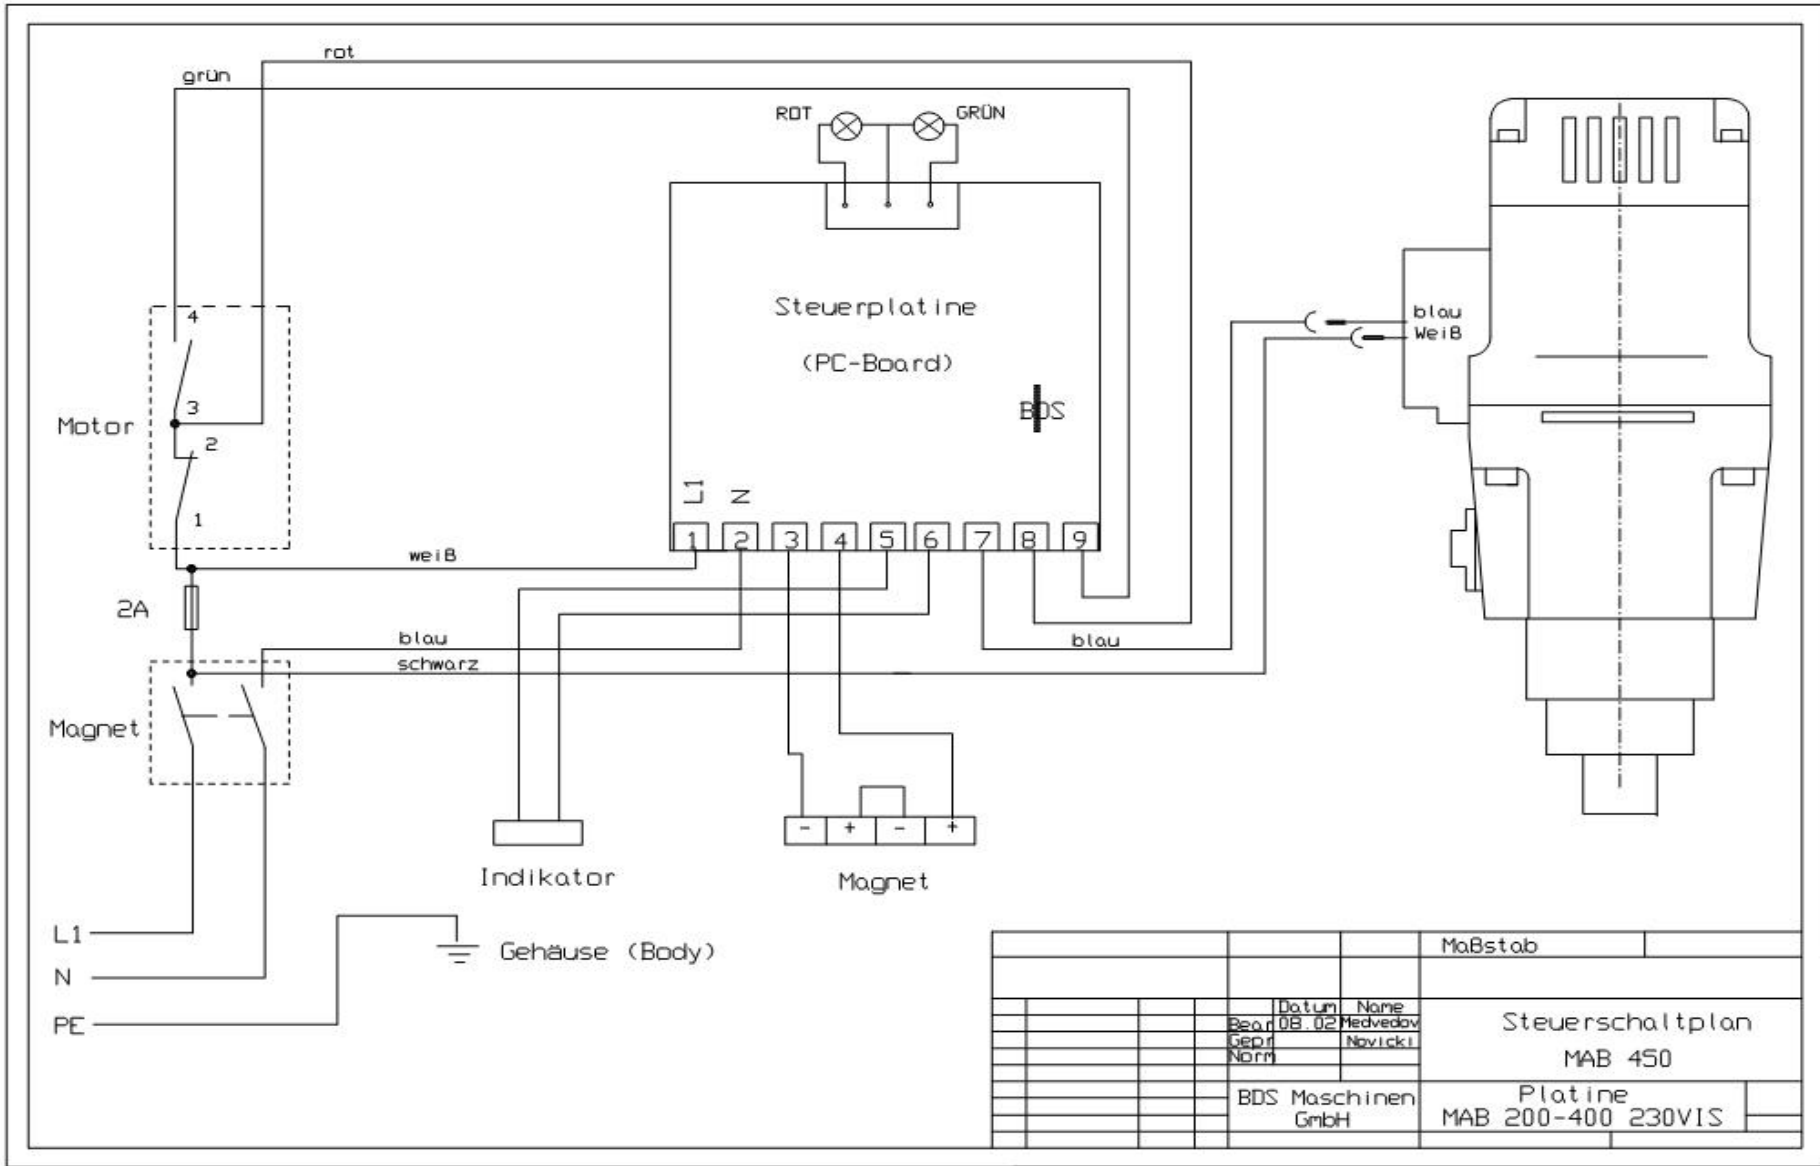 rot
grün
ROT
GRÜN
Steuerplatine
(PC-Board)
BDS
blau
Weiß
4
3
Motor
2
1
L1
N
1 2 3 4 5 6 7 8 9
weiß
2A
blau
blau
schwarz
Magnet
- + - +
Indikator
Magnet
L1
Gehäuse (Body)
N
PE
Maßstab
Datum Name
Bear 08.02 Medvedov
Gepr Novicki
Norm
Steuerschaltplan
MAB 450
BDS Maschinen
GmbH
Platine
MAB 200-400 230VIS